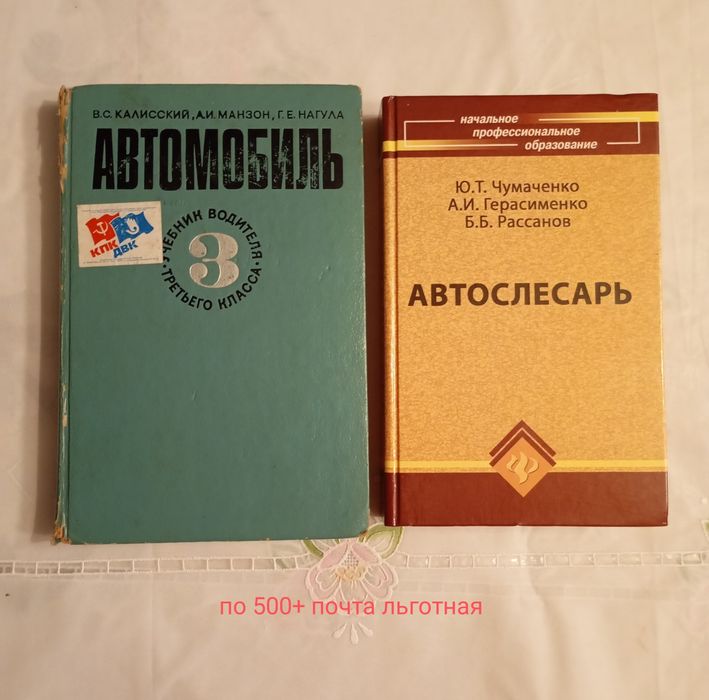 В.С. КАЛИССКИЙ, А.И. МАНЗОН, Г.Е. НАГУЛА
АВТОМОБИЛЬ
УЧЕБНИК ВОДИТЕЛЯ
3
ТРЕТЬЕГО КЛАССА
КПК
ДВК
начальное
профессиональное
образование
Ю.Т. Чумаченко
А.И. Герасименко
Б.Б. Рассанов
АВТОСЛЕСАРЬ
по 500+ почта льготная